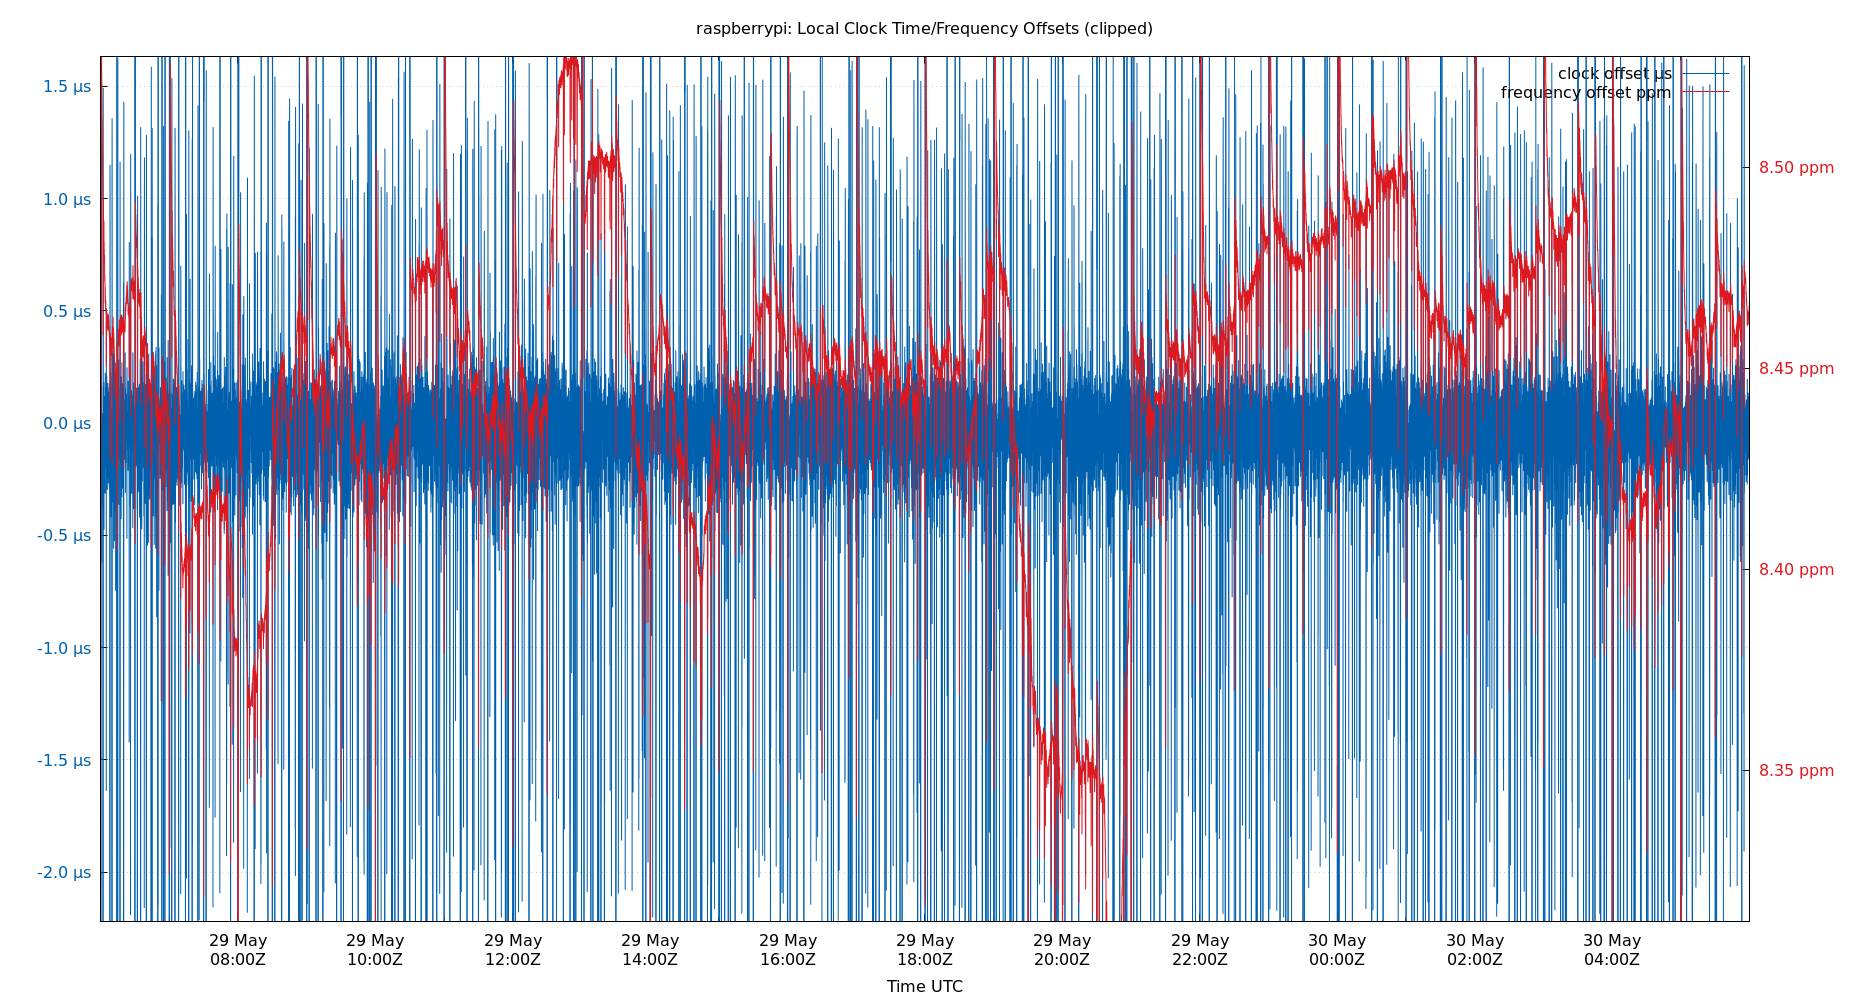 raspberrypi: Local Clock Time/Frequency Offsets (clipped)
clock offset µs
frequency offset ppm
1.5 µs
1.0 µs
0.5 µs
0.0 µs
-0.5 µs
-1.0 µs
-1.5 µs
-2.0 µs
8.50 ppm
8.45 ppm
8.40 ppm
8.35 ppm
29 May
08:00Z
29 May
10:00Z
29 May
12:00Z
29 May
14:00Z
29 May
16:00Z
29 May
18:00Z
29 May
20:00Z
29 May
22:00Z
30 May
00:00Z
30 May
02:00Z
30 May
04:00Z
Time UTC